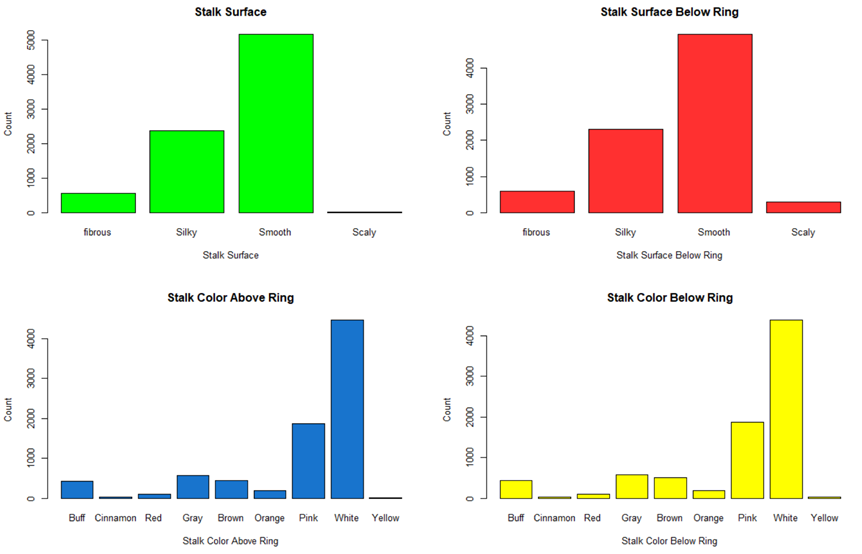 Stalk Surface
5000
4000
3000
2000
1000
0
Count
fibrous Silky Smooth Scaly
Stalk Surface
Stalk Surface Below Ring
4000
3000
2000
1000
0
Count
fibrous Silky Smooth Scaly
Stalk Surface Below Ring
Stalk Color Above Ring
4000
3000
2000
1000
0
Count
Buff Cinnamon Red Gray Brown Orange Pink White Yellow
Stalk Color Above Ring
Stalk Color Below Ring
4000
3000
2000
1000
0
Count
Buff Cinnamon Red Gray Brown Orange Pink White Yellow
Stalk Color Below Ring